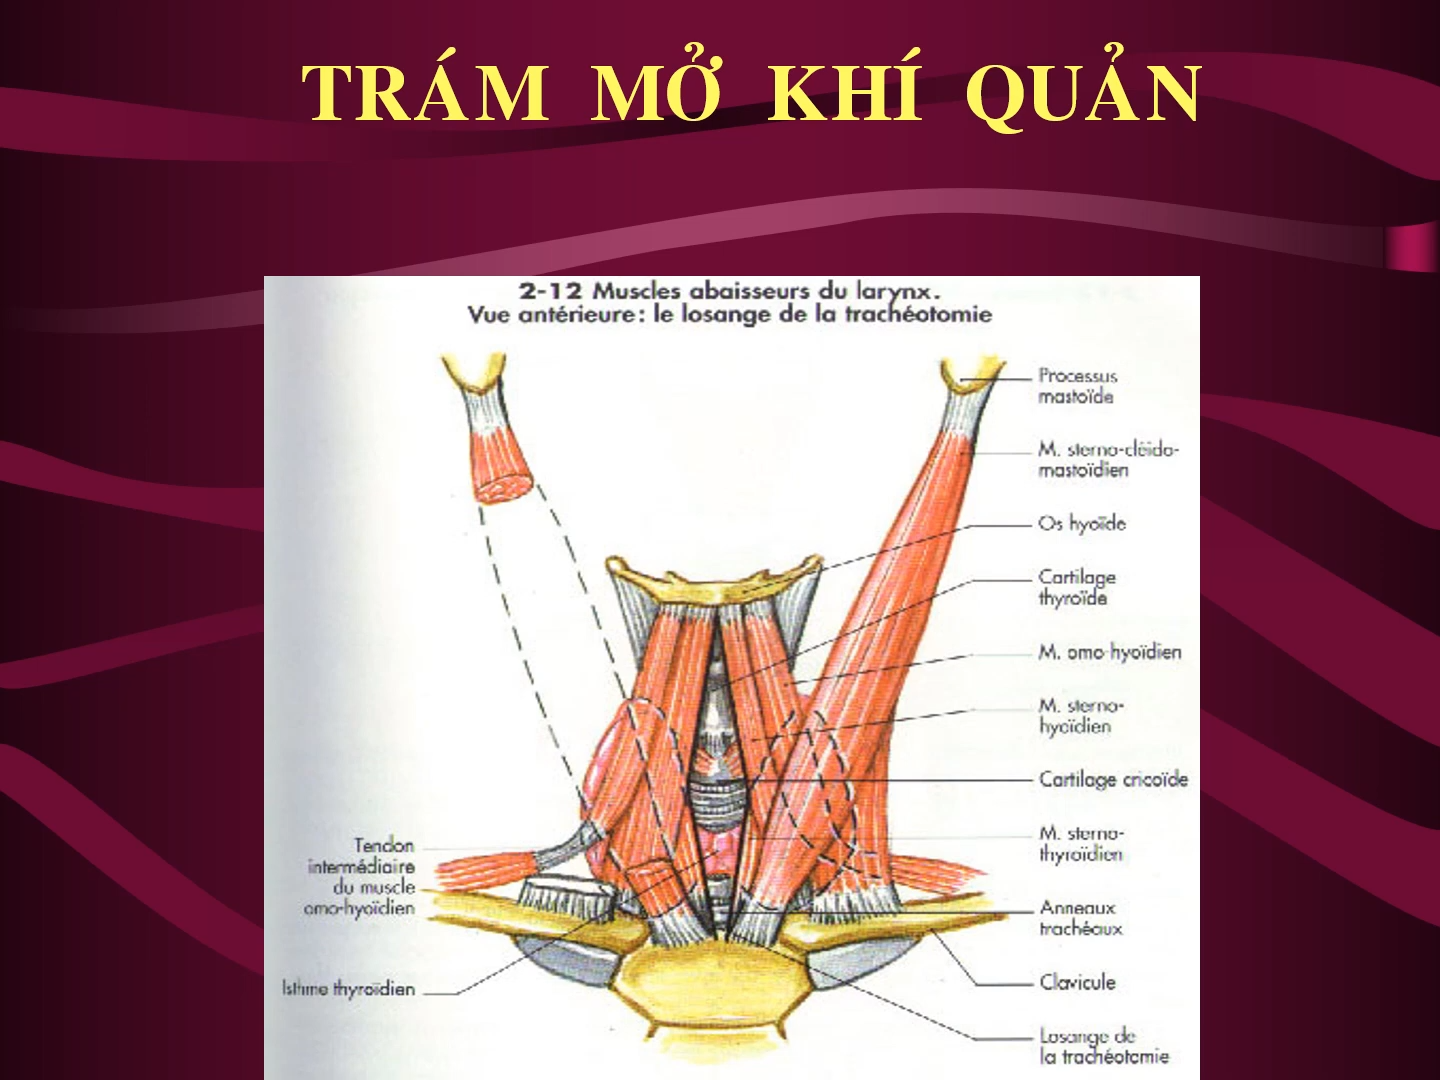 TRÁM MỞ KHÍ QUẢN
2-12 Muscles abaisseurs du larynx.
Vue antérieure: le losange de la trachéotomie
Processus
mastoïde
M. sterno-cléido-
mastoïdien
Os hyoïde
Cartilage
thyroïde
M. omo-hyoïdien
M. sterno-
hyoïdien
Cartilage cricoïde
M. sterno-
thyroïdien
Anneaux
trachéaux
Clavicule
Losange de
la trachéotomie
Tendon
intermédiaire
du muscle
omo-hyoïdien
Isthme thyroïdien